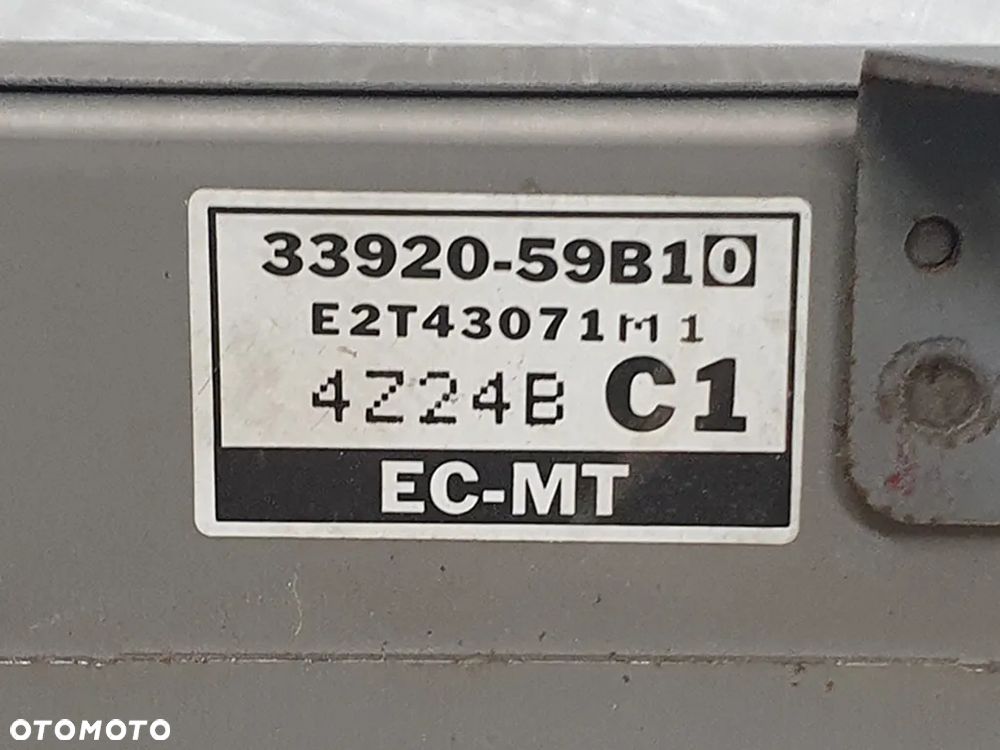 33920-59B10
E2T43071M1
4Z24B C1
EC-MT
OTOMOTO